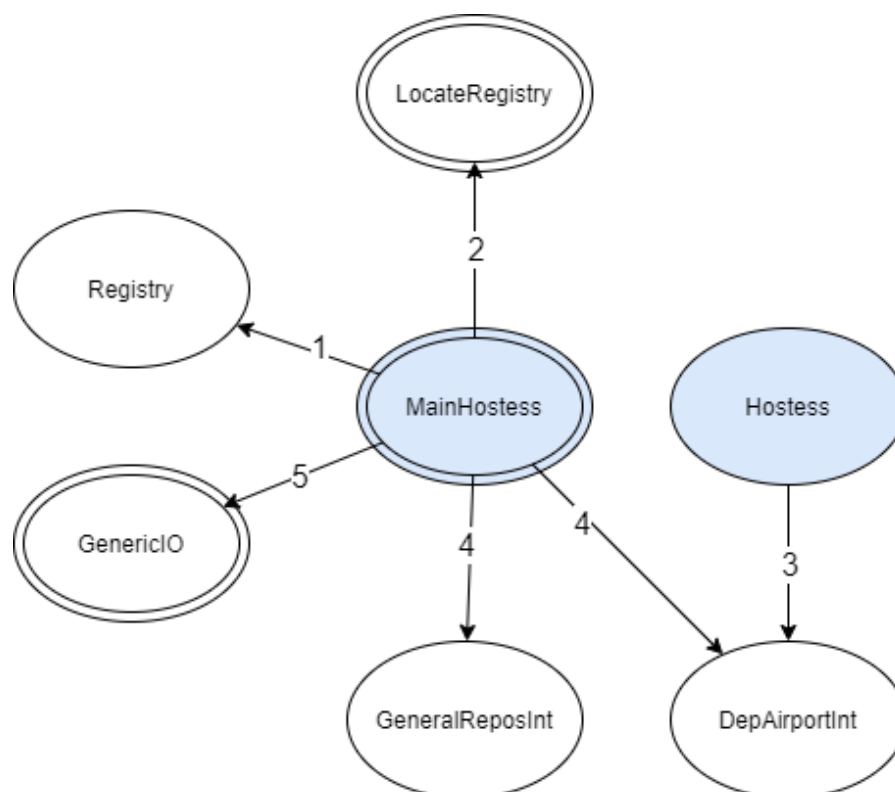 LocateRegistry
2
Registry
1
MainHostess
Hostess
5
GenericIO
4
4
3
GeneralReposInt
DepAirportInt